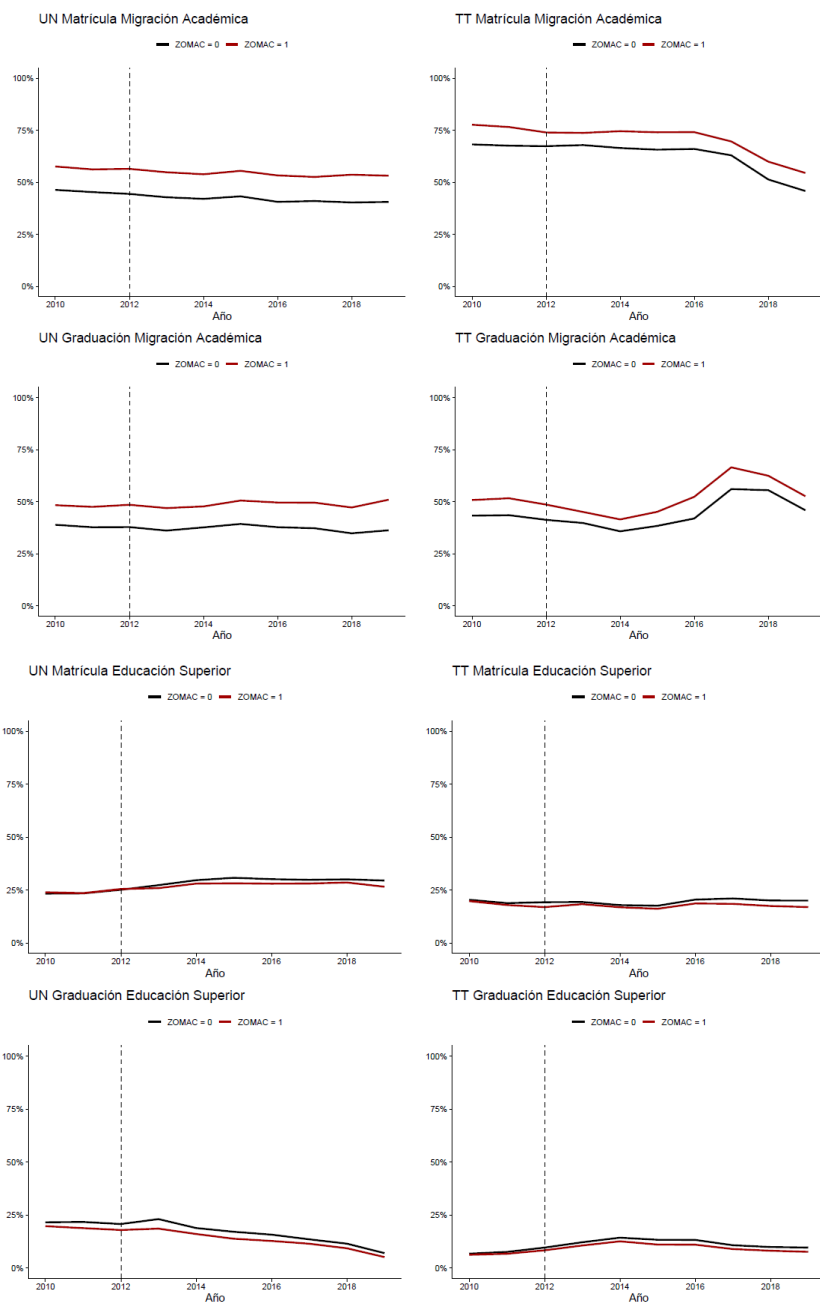 UN Matrícula Migración Académica
ZOMAC = 0 ZOMAC = 1
100%
75%
50%
25%
0%
2010 2012 2014 2016 2018
Año
TT Matrícula Migración Académica
ZOMAC = 0 ZOMAC = 1
100%
75%
50%
25%
0%
2010 2012 2014 2016 2018
Año
UN Graduación Migración Académica
ZOMAC = 0 ZOMAC = 1
100%
75%
50%
25%
0%
2010 2012 2014 2016 2018
Año
TT Graduación Migración Académica
ZOMAC = 0 ZOMAC = 1
100%
75%
50%
25%
0%
2010 2012 2014 2016 2018
Año
UN Matrícula Educación Superior
ZOMAC = 0 ZOMAC = 1
100%
75%
50%
25%
0%
2010 2012 2014 2016 2018
Año
TT Matrícula Educación Superior
ZOMAC = 0 ZOMAC = 1
100%
75%
50%
25%
0%
2010 2012 2014 2016 2018
Año
UN Graduación Educación Superior
ZOMAC = 0 ZOMAC = 1
100%
75%
50%
25%
0%
2010 2012 2014 2016 2018
Año
TT Graduación Educación Superior
ZOMAC = 0 ZOMAC = 1
100%
75%
50%
25%
0%
2010 2012 2014 2016 2018
Año